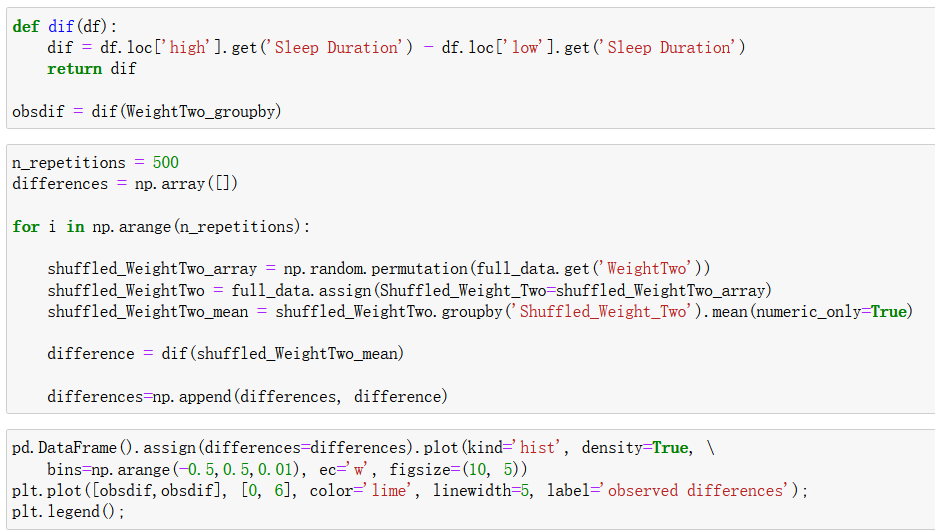 def dif(df):
    dif = df.loc['high'].get('Sleep Duration') - df.loc['low'].get('Sleep Duration')
    return dif

obsdif = dif(WeightTwo_groupby)

n_repetitions = 500
differences = np.array([])

for i in np.arange(n_repetitions):

    shuffled_WeightTwo_array = np.random.permutation(full_data.get('WeightTwo'))
    shuffled_WeightTwo = full_data.assign(Shuffled_Weight_Two=shuffled_WeightTwo_array)
    shuffled_WeightTwo_mean = shuffled_WeightTwo.groupby('Shuffled_Weight_Two').mean(numeric_only=True)

    difference = dif(shuffled_WeightTwo_mean)

    differences=np.append(differences, difference)

pd.DataFrame().assign(differences=differences).plot(kind='hist', density=True, \
    bins=np.arange(-0.5,0.5,0.01), ec='w', figsize=(10, 5))
plt.plot([obsdif,obsdif], [0, 6], color='lime', linewidth=5, label='observed differences');
plt.legend();